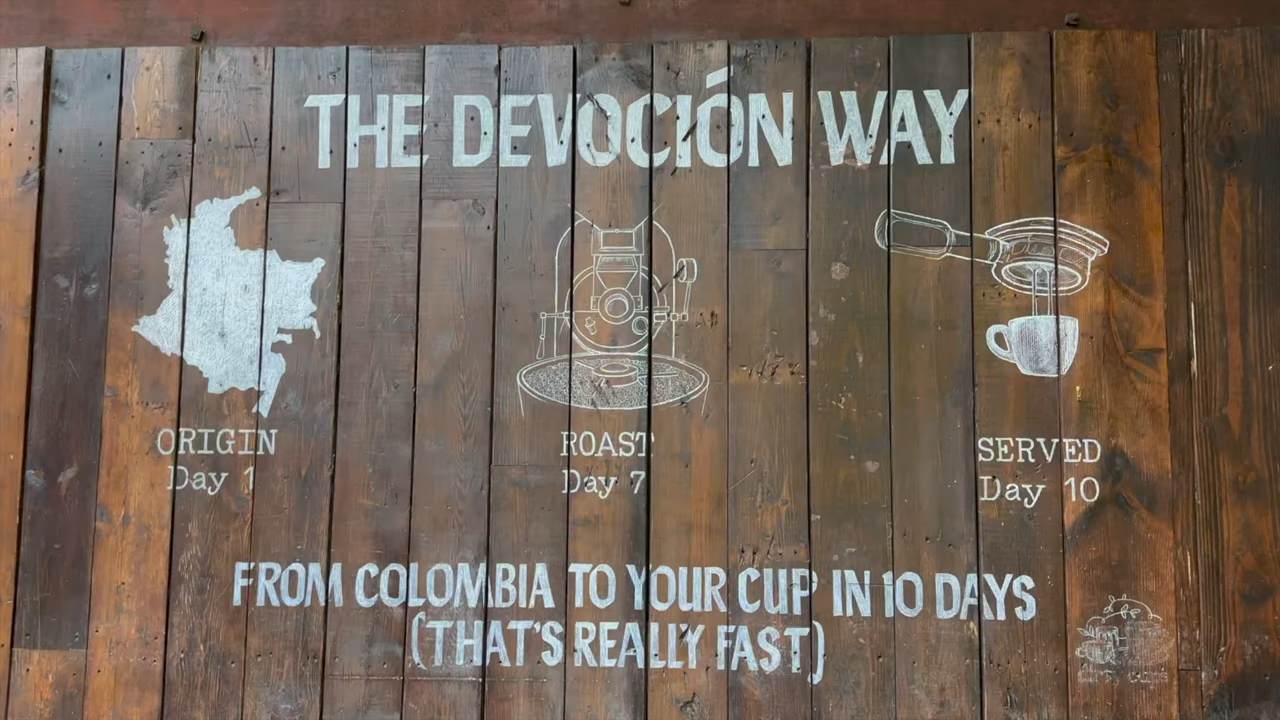 THE DEVOCIÓN WAY
ORIGIN
Day 1
ROAST
Day 7
SERVED
Day 10
FROM COLOMBIA TO YOUR CUP IN 10 DAYS
(THAT'S REALLY FAST)